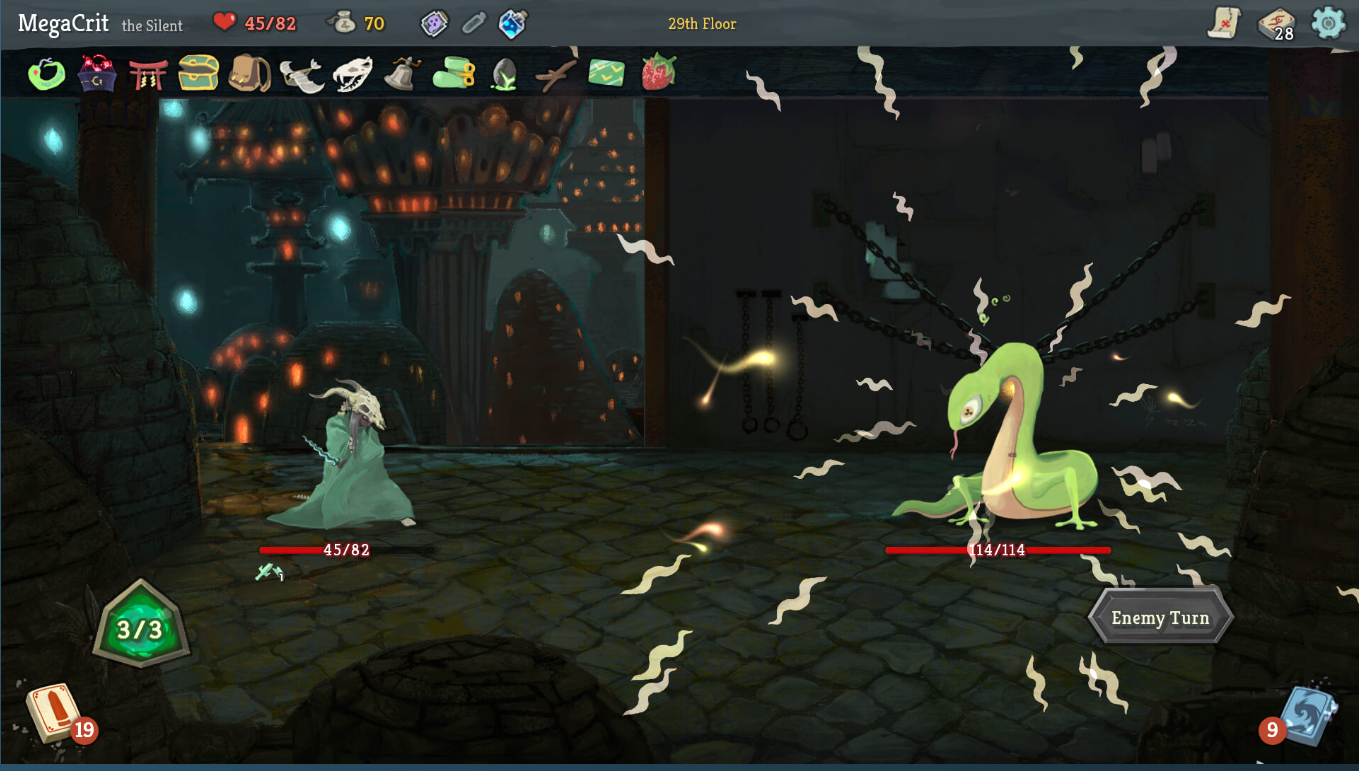 MegaCrit the Silent 45/82 70 29th Floor
28
45/82 114/114
1
3/3 Enemy Turn
19 9